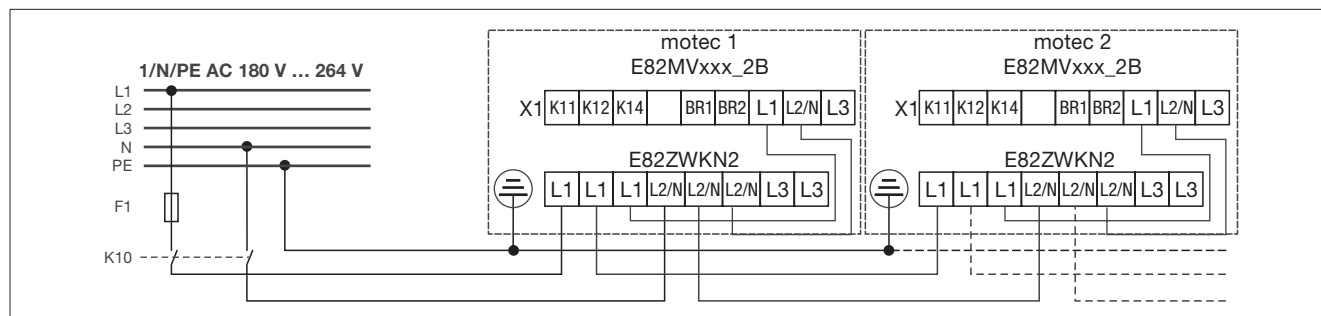 motec 1
E82MVxxx_2B
motec 2
E82MVxxx_2B
1/N/PE AC 180 V … 264 V
L1
L2
L3
N
PE
F1
K10
X1 K11 K12 K14 BR1 BR2 L1 L2/N L3
X1 K11 K12 K14 BR1 BR2 L1 L2/N L3
E82ZWKN2
E82ZWKN2
L1 L1 L1 L2/N L2/N L2/N L3 L3
L1 L1 L1 L2/N L2/N L2/N L3 L3